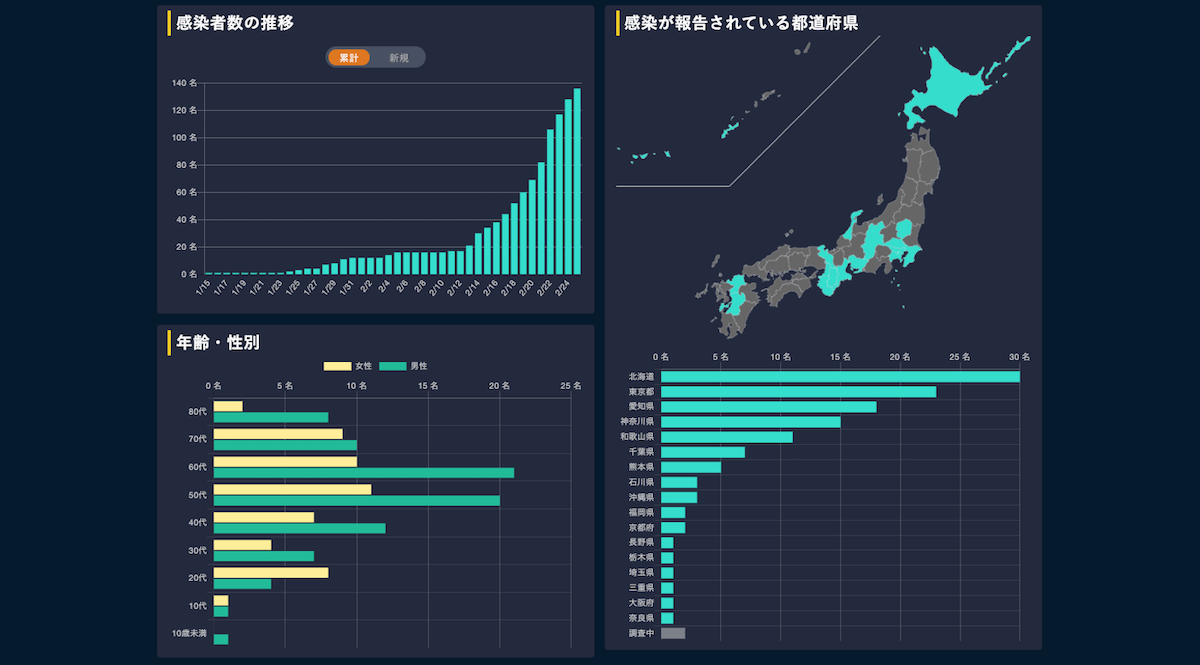 感染者数の推移
累計 新規
140 名
120 名
100 名
80 名
60 名
40 名
20 名
0 名
1/15 1/17 1/19 1/21 1/23 1/25 1/27 1/29 1/31 2/2 2/4 2/6 2/8 2/10 2/12 2/14 2/16 2/18 2/20 2/22 2/24
年齢・性別
女性 男性
0 名 5 名 10 名 15 名 20 名 25 名
80代
70代
60代
50代
40代
30代
20代
10代
10歳未満
感染が報告されている都道府県
0 名 5 名 10 名 15 名 20 名 25 名 30 名
北海道
東京都
愛知県
神奈川県
和歌山県
千葉県
熊本県
石川県
沖縄県
福岡県
京都府
長野県
栃木県
埼玉県
三重県
大阪府
奈良県
調査中